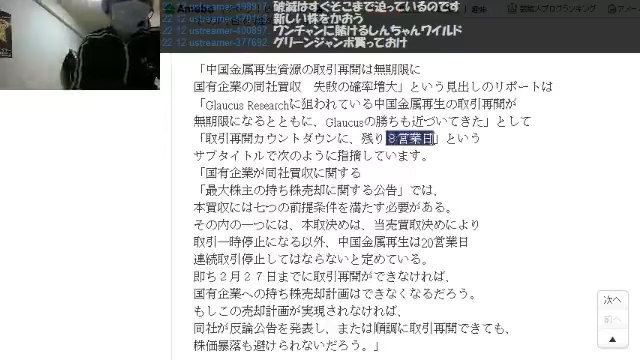 破滅はすぐそこまで迫っているのです
新しい株をかおう
22 12 ustreamer-400897: ワンチャンに賭けるしんちゃんワイルド
22 12 ustreamer-377692: グリーンジャンボ買っておけ
「中国金属再生資源の取引再開は無期限に
国有企業の同社買収　失敗の確率増大」という見出しのリポートは
「Glaucus Researchに狙われている中国金属再生の取引再開が
無期限になるとともに、Glaucusの勝ちも近づいてきた」として
「取引再開カウントダウンに、残り８営業日」という
サブタイトルで次のように指摘しています。
「国有企業が同社買収に関する
「最大株主の持ち株売却に関する公告」では、
本買収には七つの前提条件を満たす必要がある。
その内の一つには、本取決めは、当売買取決めにより
取引一時停止になる以外、中国金属再生は20営業日
連続取引停止してはならないと定めている。
即ち２月２７日までに取引再開ができなければ、
国有企業への持ち株売却計画はできなくなるだろう。
もしこの売却計画が実現されなければ、
同社が反論公告を発表し、または順調に取引再開できても、
株価暴落も避けられないだろう。」
次へ
前へ
▲